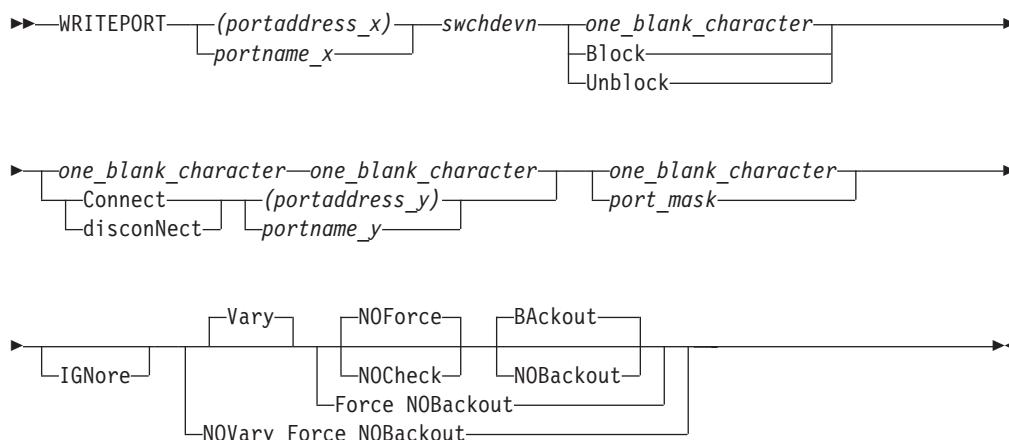 WRITEPORT (portaddress_x) swchdevn one_blank_character
portname_x Block
Unblock
one_blank_character one_blank_character one_blank_character
Connect (portaddress_y) port_mask
disconNect portname_y
Vary NOForce BAckout
IGNore NOCheck NOBackout
Force NOBackout
NOVary Force NOBackout